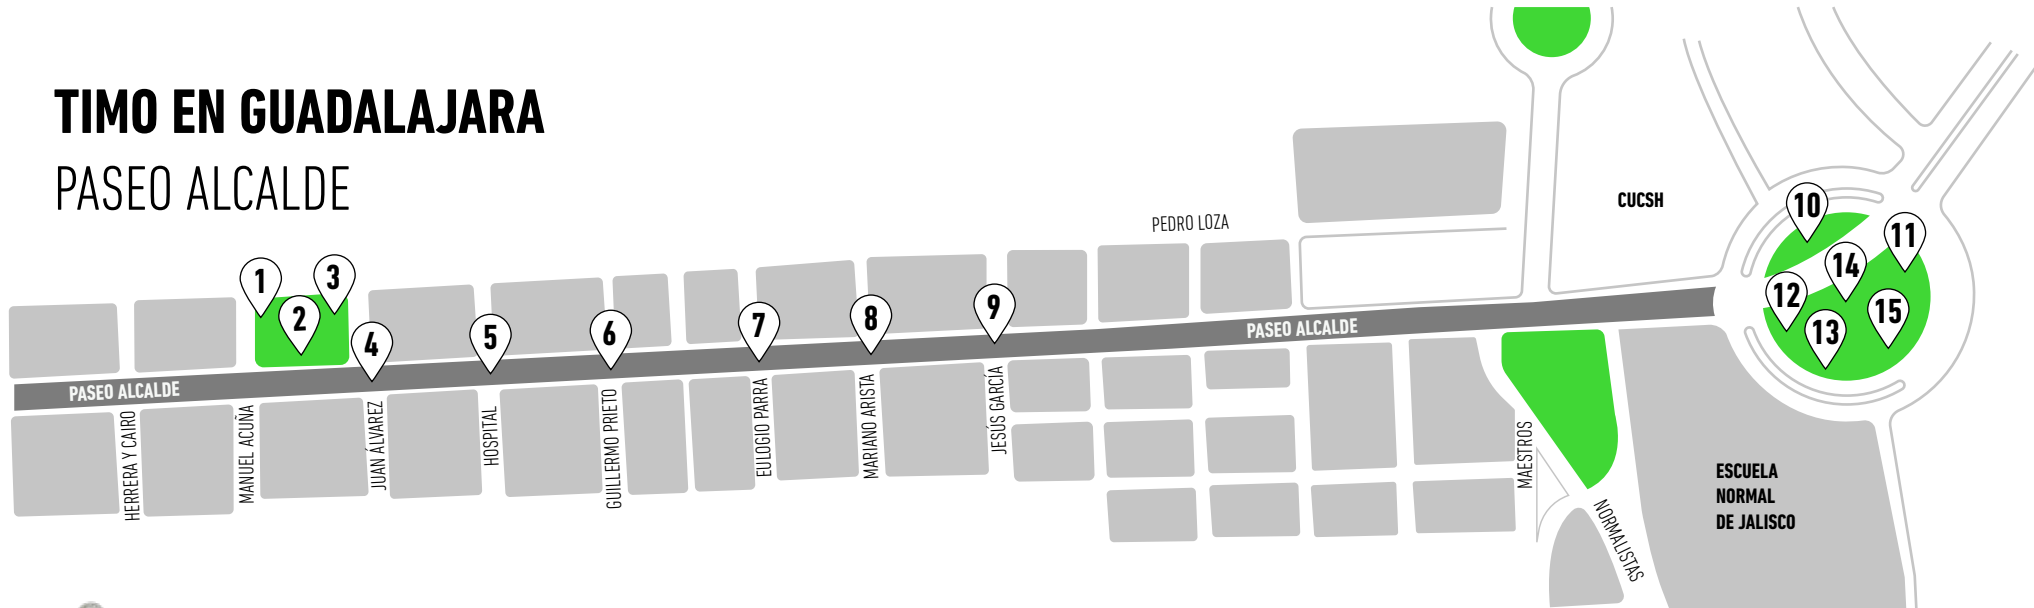 TIMO EN GUADALAJARA
PASEO ALCALDE
1
2
3
4
5
6
7
8
9
10
11
12
13
14
15
PEDRO LOZA
CUCSH
PASEO ALCALDE
PASEO ALCALDE
HERRERA Y CAIRO
MANUEL ACUÑA
JUAN ÁLVAREZ
HOSPITAL
GUILLERMO PRIETO
EULOGIO PARRA
MARIANO ARISTA
JESÚS GARCÍA
MAESTROS
NORMALISTAS
ESCUELA
NORMAL
DE JALISCO